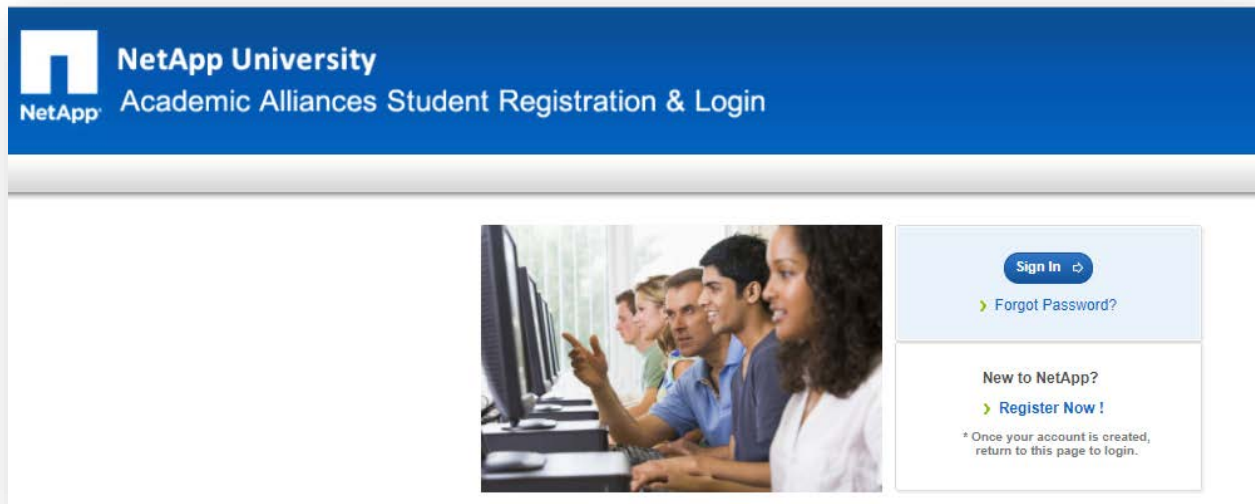 NetApp University
NetApp
Academic Alliances Student Registration & Login
Sign In
Forgot Password?
New to NetApp?
Register Now !
* Once your account is created,
return to this page to login.